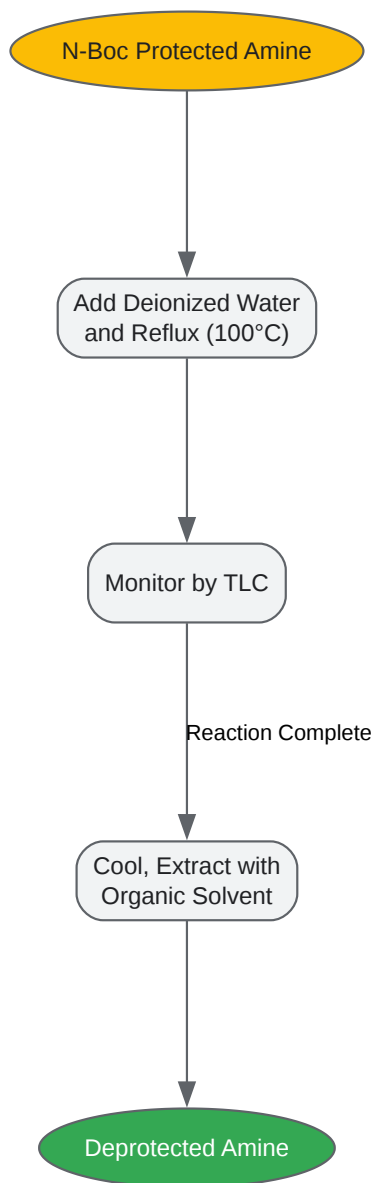 N-Boc Protected Amine
Add Deionized Water
and Reflux (100°C)
Monitor by TLC
Reaction Complete
Cool, Extract with
Organic Solvent
Deprotected Amine